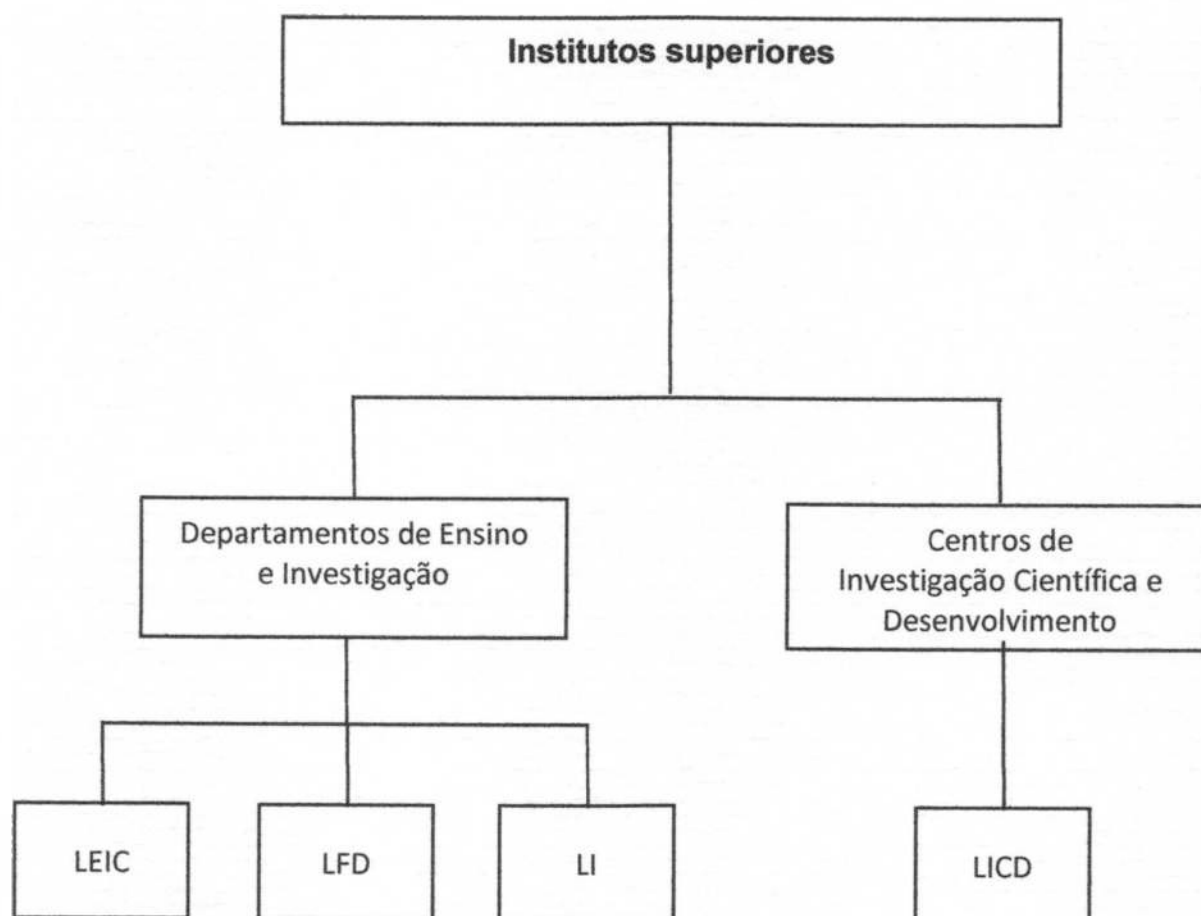 Institutos superiores
Departamentos de Ensino
e Investigação
Centros de
Investigação Científica e
Desenvolvimento
LEIC
LFD
LI
LICD